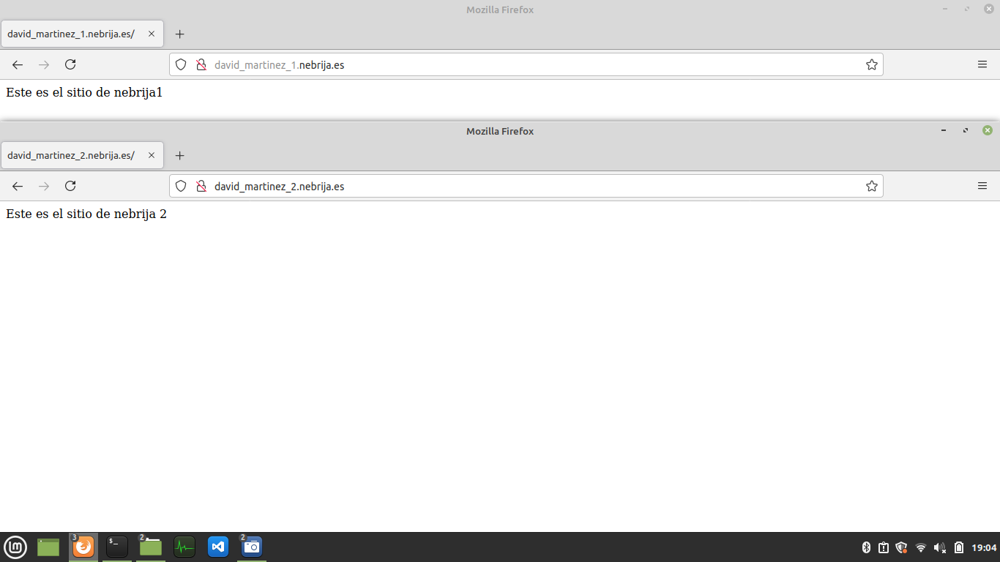 Mozilla Firefox
david_martinez_1.nebrija.es/
david_martinez_1.nebrija.es
Este es el sitio de nebrija1
Mozilla Firefox
david_martinez_2.nebrija.es/
david_martinez_2.nebrija.es
Este es el sitio de nebrija 2
3 $_ 2 2 19:04